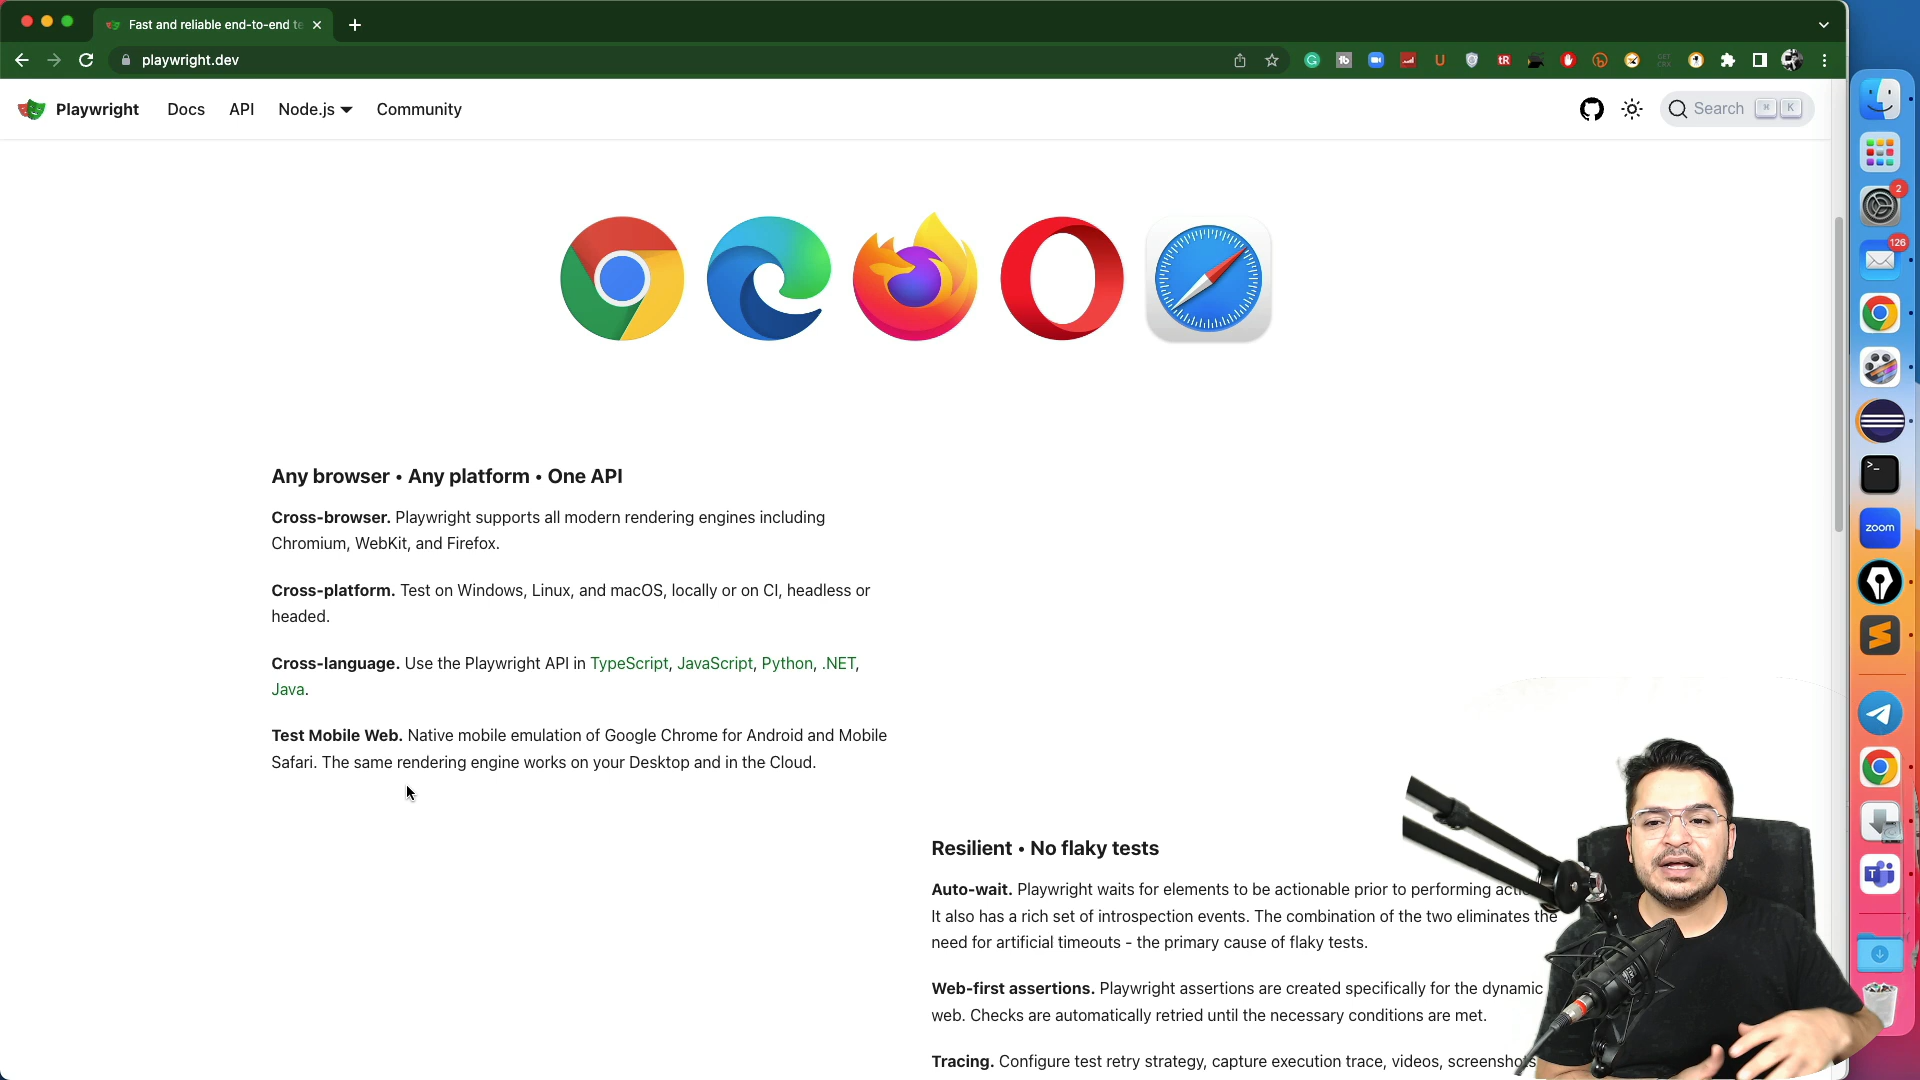 Fast and reliable end-to-end te
playwright.dev
Playwright
Docs
API
Node.js
Community
Search
K
Any browser • Any platform • One API
Cross-browser. Playwright supports all modern rendering engines including
Chromium, WebKit, and Firefox.
Cross-platform. Test on Windows, Linux, and macOS, locally or on CI, headless or
headed.
Cross-language. Use the Playwright API in TypeScript, JavaScript, Python, .NET,
Java.
Test Mobile Web. Native mobile emulation of Google Chrome for Android and Mobile
Safari. The same rendering engine works on your Desktop and in the Cloud.
Resilient • No flaky tests
Auto-wait. Playwright waits for elements to be actionable prior to performing
It also has a rich set of introspection events. The combination of the two eliminates the
need for artificial timeouts - the primary cause of flaky tests.
Web-first assertions. Playwright assertions are created specifically for the dynamic
web. Checks are automatically retried until the necessary conditions are met.
Tracing. Configure test retry strategy, capture execution trace, videos, screenshots
2
126
zoom